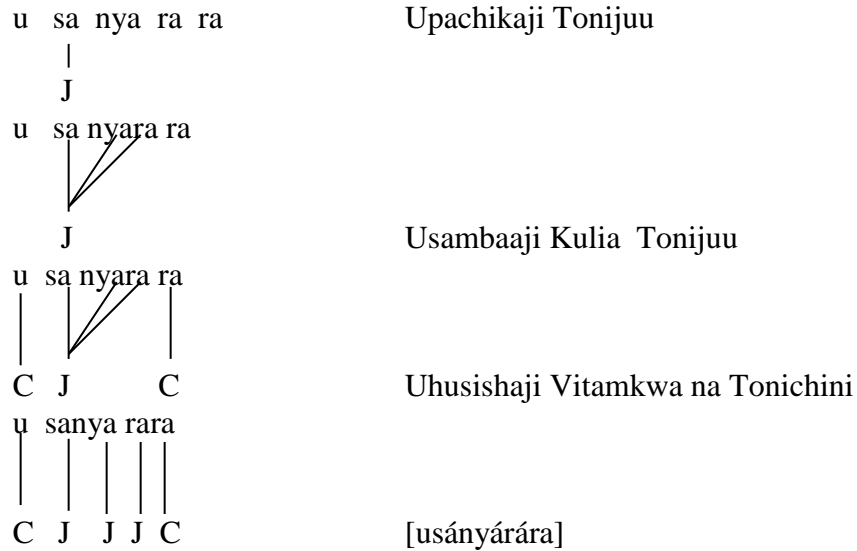 u sa nya ra ra Upachikaji Tonijuu
J
u sa nyara ra
J Usambaaji Kulia Tonijuu
u sa nyara ra
C J C Uhusishaji Vitamkwa na Tonichini
u sanya rara
C J J J C [usányárára]